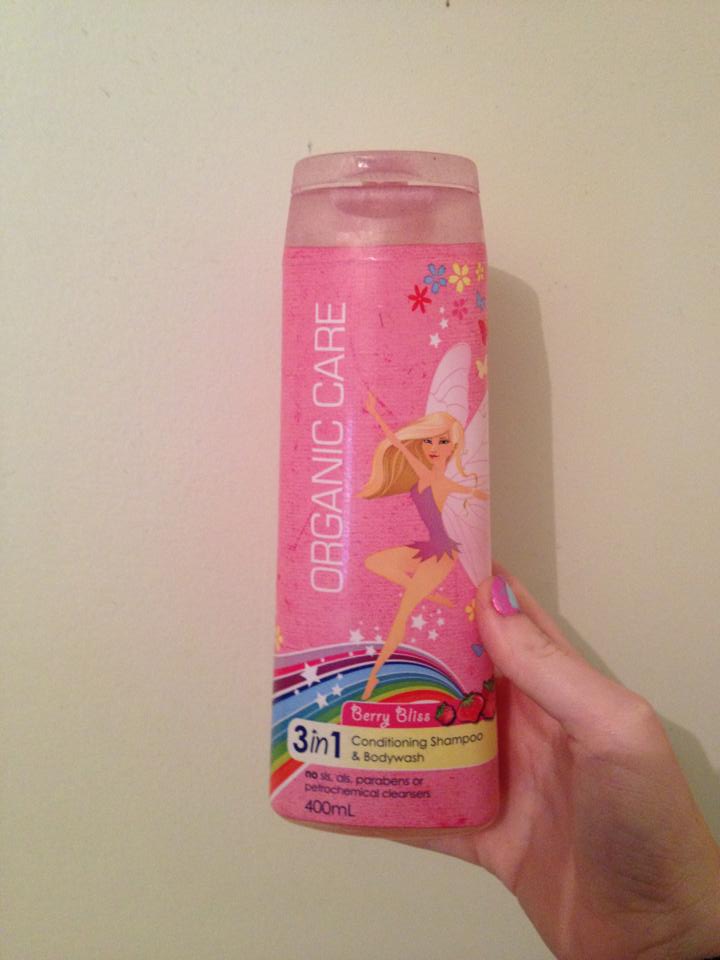 ORGANIC CARE
Berry Bliss
3in1
Conditioning Shampoo
& Bodywash
no sls, als, parabens or
petrochemical cleansers
400mL